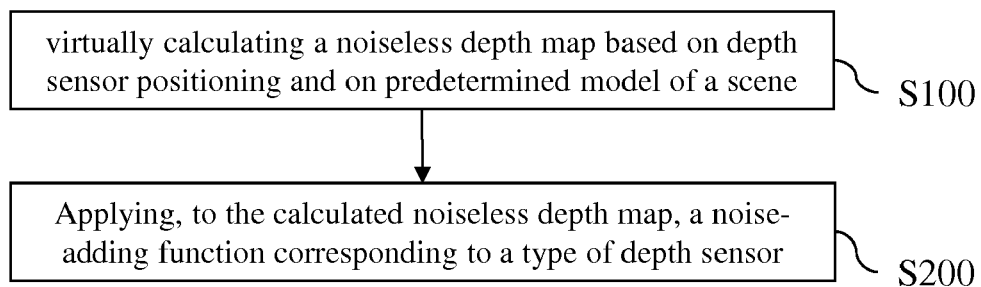 virtually calculating a noiseless depth map based on depth
sensor positioning and on predetermined model of a scene
S100
Applying, to the calculated noiseless depth map, a noise-
adding function corresponding to a type of depth sensor
S200